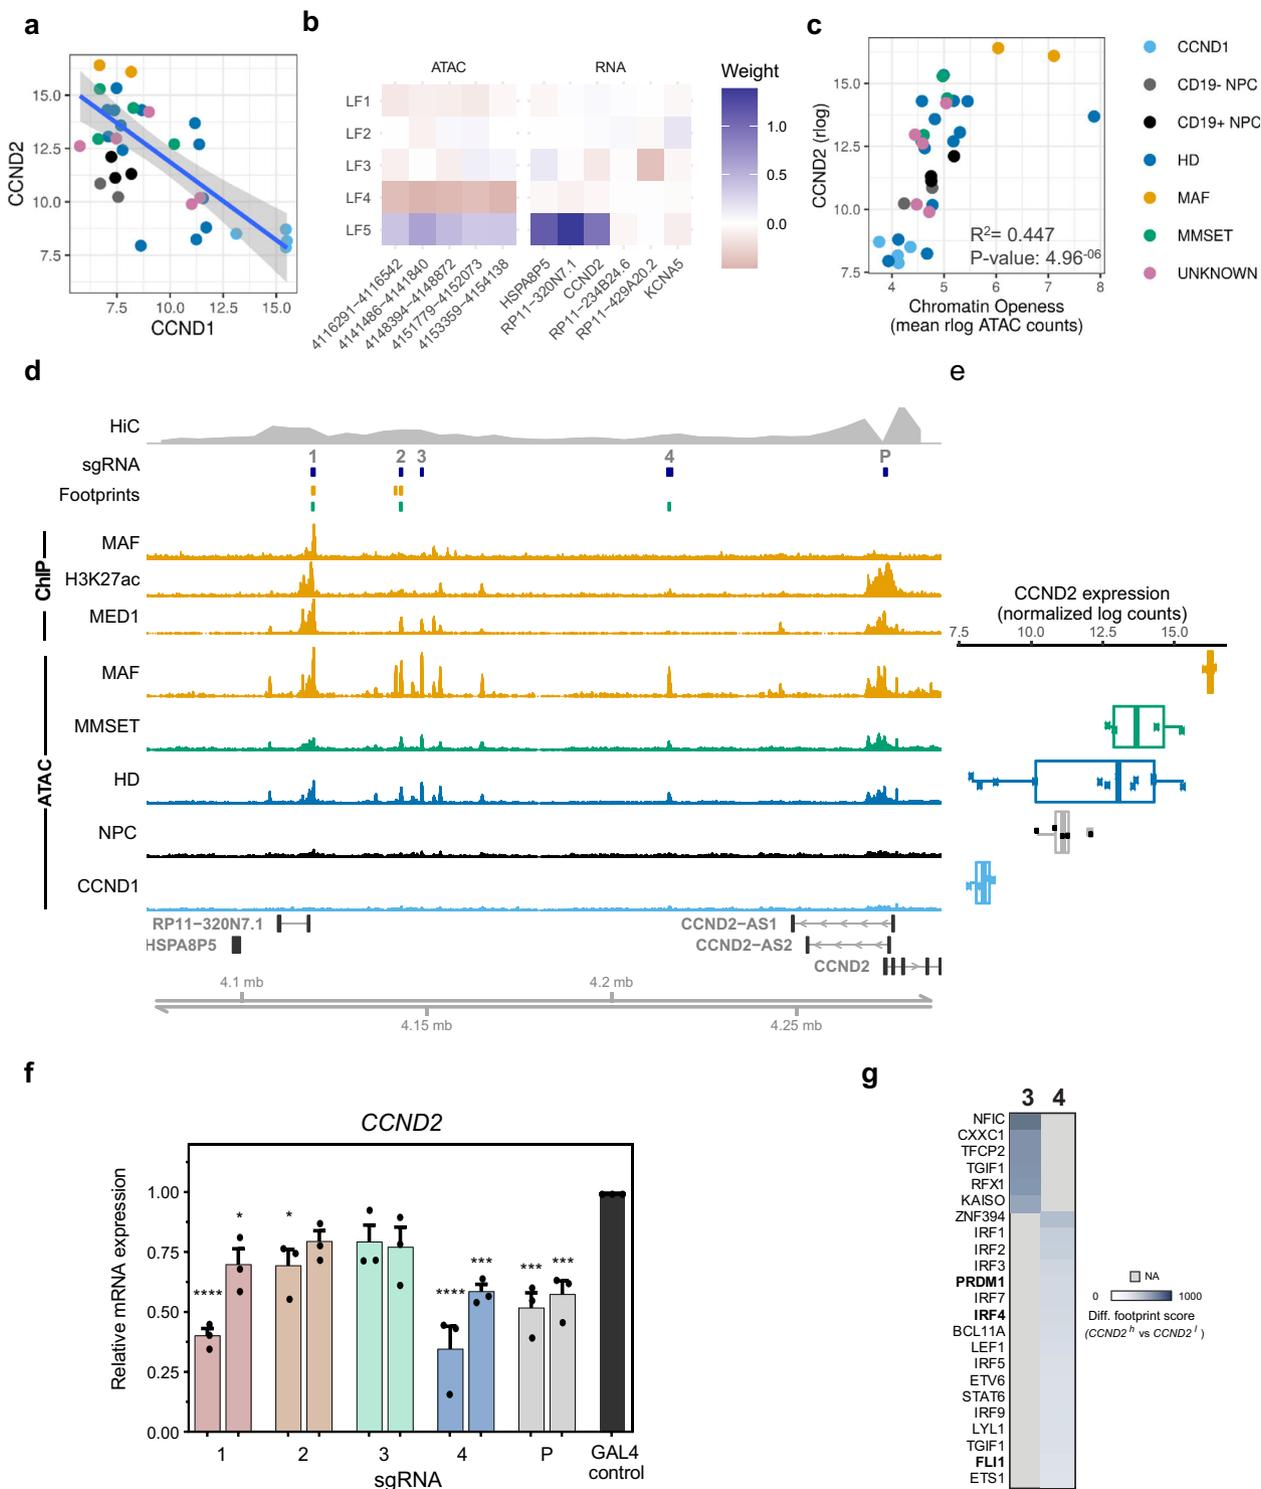 a
b
c
CCND2
15.0
12.5
10.0
7.5
7.5
10.0
12.5
15.0
CCND1
ATAC
RNA
LF1
LF2
LF3
LF4
LF5
4116291−4116542
4141486−4141840
4148394−4148872
4151779−4152073
4153359−4154138
HSPA8P5
RP11−320N7.1
CCND2
RP11−234B24.6
RP11−429A20.2
KCNA5
Weight
1.0
0.5
0.0
CCND2 (rlog)
15.0
12.5
10.0
7.5
R²= 0.447
P-value: 4.96⁻⁰⁶
4
5
6
7
8
Chromatin Openess
(mean rlog ATAC counts)
CCND1
CD19- NPC
CD19+ NPC
HD
MAF
MMSET
UNKNOWN
d
e
HiC
1
2
3
4
P
sgRNA
Footprints
ChIP
MAF
H3K27ac
MED1
ATAC
MAF
MMSET
HD
NPC
CCND1
RP11−320N7.1
HSPA8P5
CCND2−AS1
CCND2−AS2
CCND2
4.1 mb
4.2 mb
4.15 mb
4.25 mb
CCND2 expression
(normalized log counts)
7.5
10.0
12.5
15.0
f
CCND2
Relative mRNA expression
1.00
0.75
0.50
0.25
0.00
****
*
*
****
***
***
***
1
2
3
4
P
GAL4
control
sgRNA
g
3
4
NFIC
CXXC1
TFCP2
TGIF1
RFX1
KAISO
ZNF394
IRF1
IRF2
IRF3
PRDM1
IRF7
IRF4
BCL11A
LEF1
IRF5
ETV6
STAT6
IRF9
LYL1
TGIF1
FLI1
ETS1
NA
0
1000
Diff. footprint score
(CCND2 ʰ vs CCND2 ˡ )